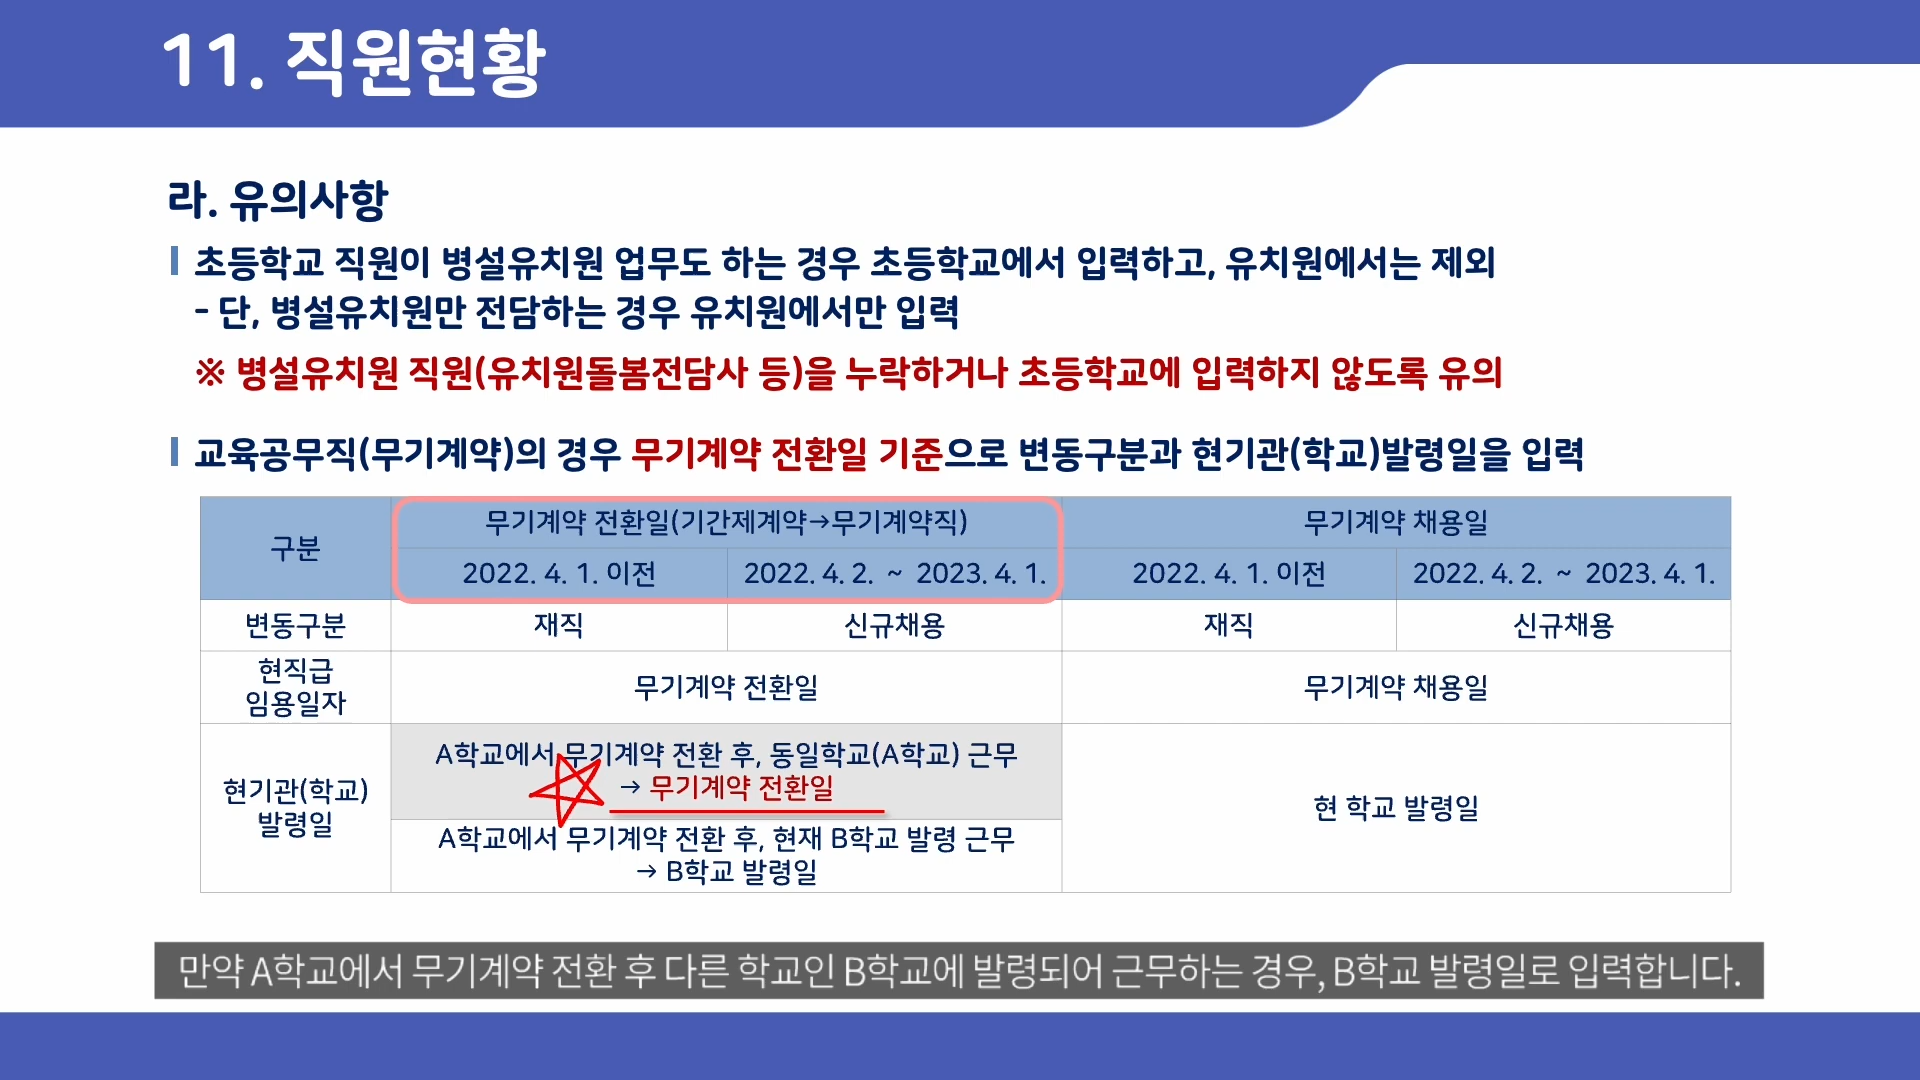 11. 직원현황
라. 유의사항
초등학교 직원이 병설유치원 업무도 하는 경우 초등학교에서 입력하고, 유치원에서는 제외
- 단, 병설유치원만 전담하는 경우 유치원에서만 입력
※ 병설유치원 직원(유치원돌봄전담사 등)을 누락하거나 초등학교에 입력하지 않도록 유의
교육공무직(무기계약)의 경우 무기계약 전환일 기준으로 변동구분과 현기관(학교)발령일을 입력
구분
무기계약 전환일(기간제계약→무기계약직)
무기계약 채용일
2022. 4. 1. 이전
2022. 4. 2. ~ 2023. 4. 1.
2022. 4. 1. 이전
2022. 4. 2. ~ 2023. 4. 1.
변동구분
재직
신규채용
재직
신규채용
현직급
임용일자
무기계약 전환일
무기계약 채용일
현기관(학교)
발령일
A학교에서 무기계약 전환 후, 동일학교(A학교) 근무
→ 무기계약 전환일
A학교에서 무기계약 전환 후, 현재 B학교 발령 근무
→ B학교 발령일
현 학교 발령일
만약 A학교에서 무기계약 전환 후 다른 학교인 B학교에 발령되어 근무하는 경우, B학교 발령일로 입력합니다.